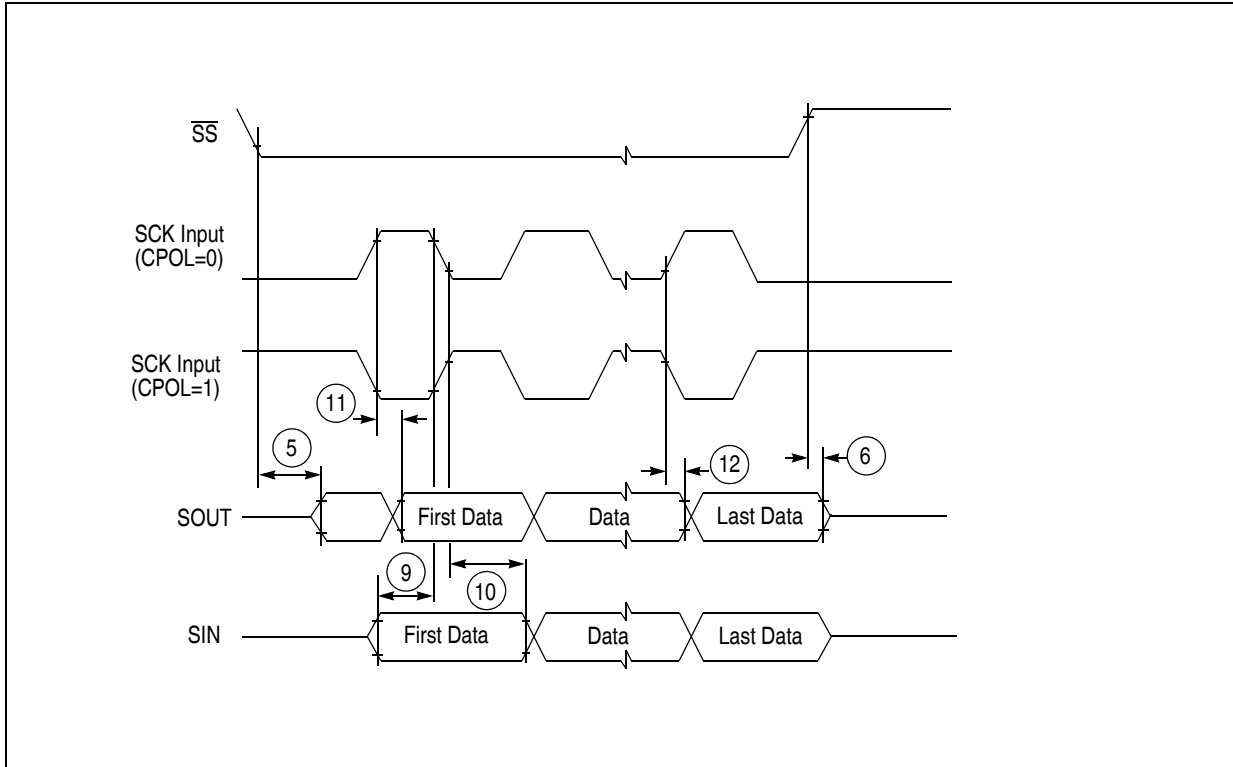 SS
SCK Input
(CPOL=0)
SCK Input
(CPOL=1)
11
5
12
6
SOUT
First Data
Data
Last Data
9
10
SIN
First Data
Data
Last Data